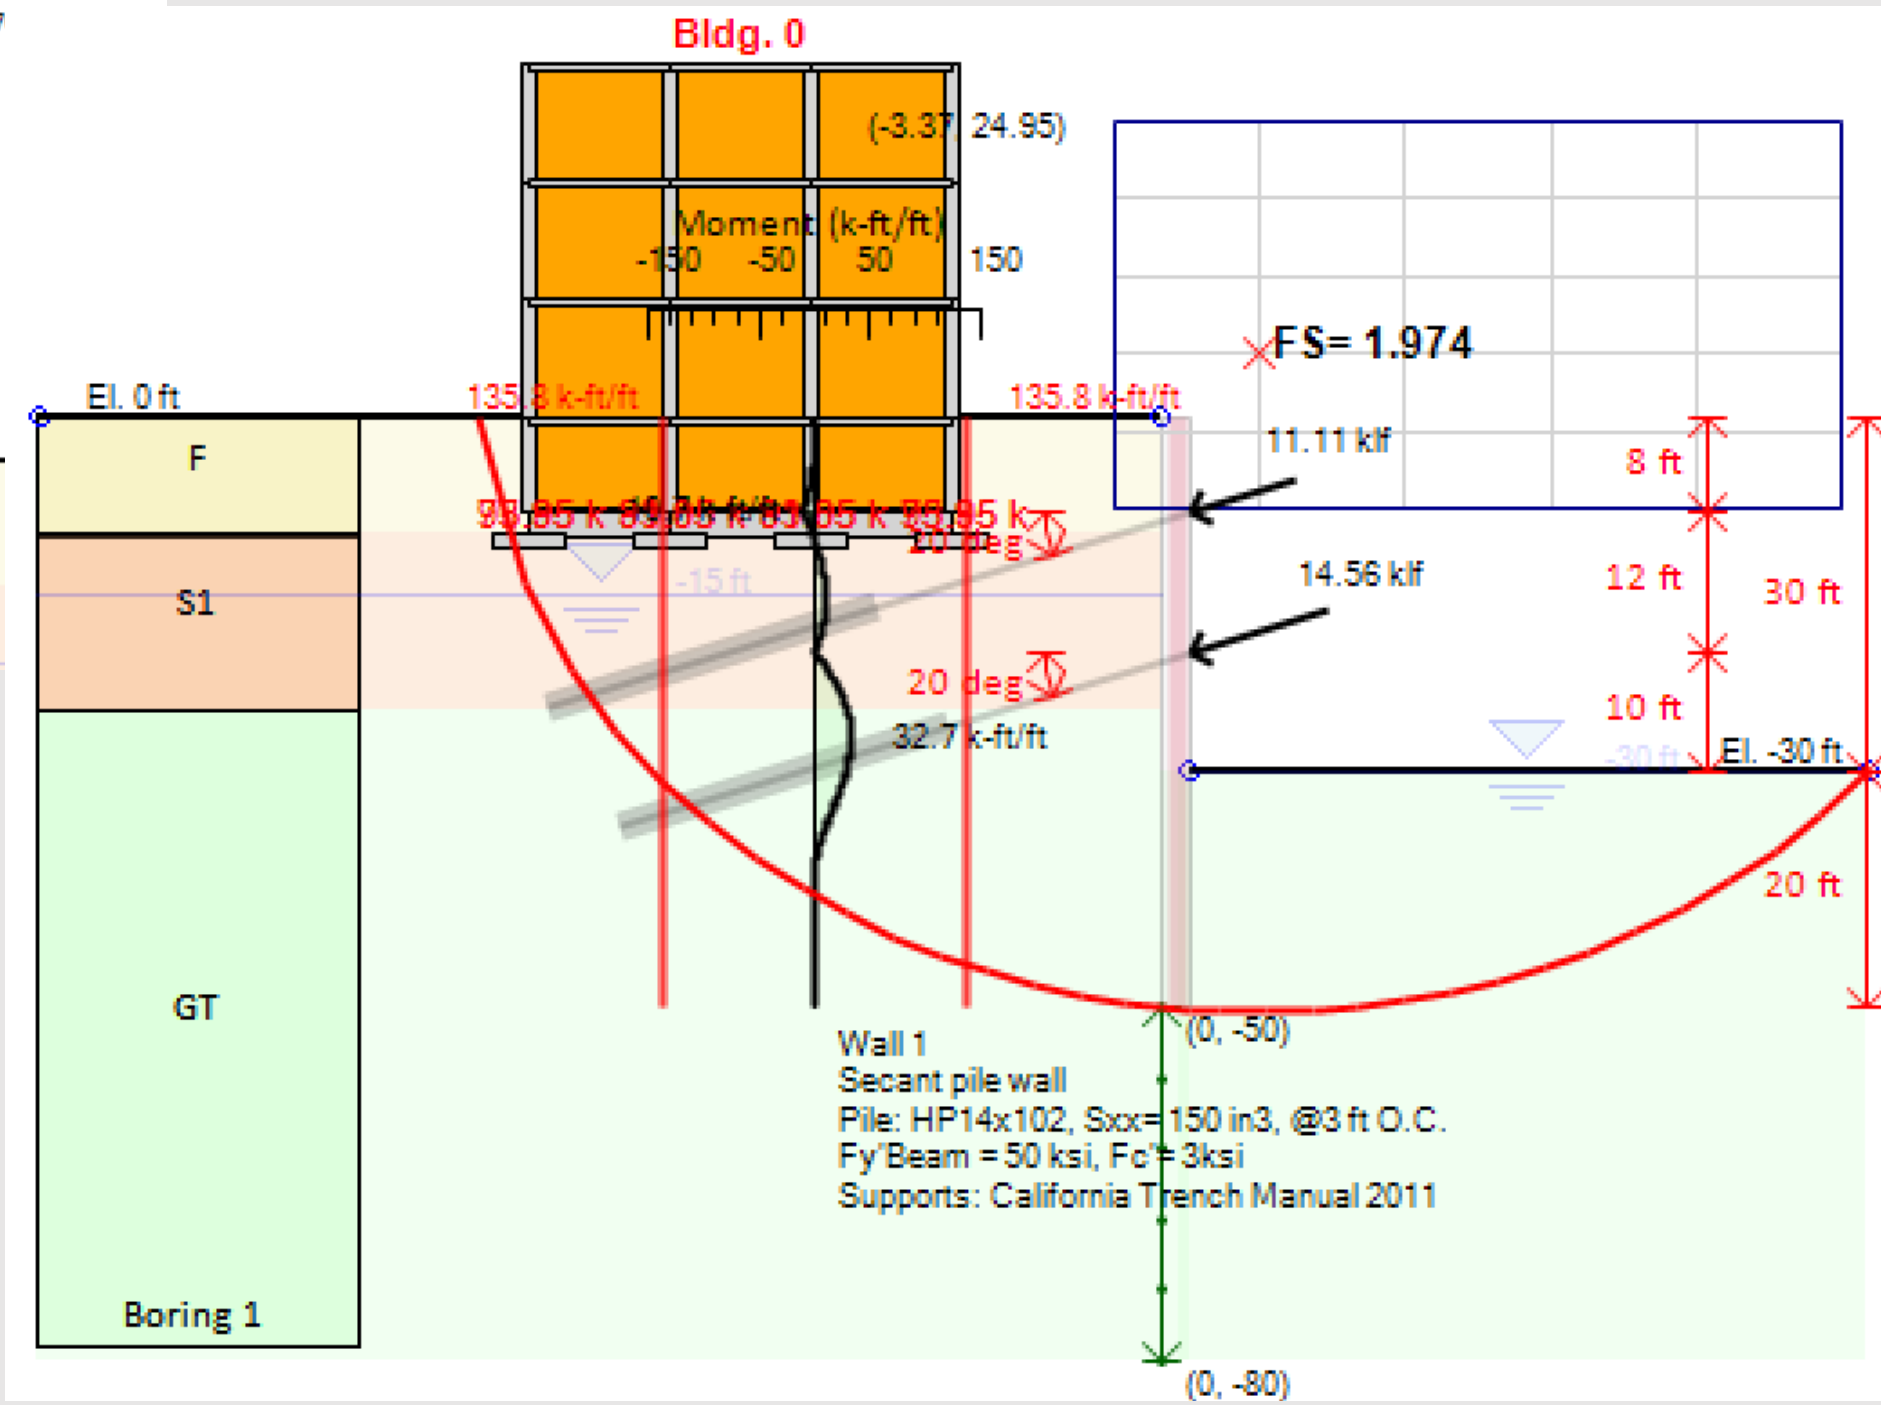 Bldg. 0
(-3.37, 24.95)
Moment (k-ft/ft)
-150 -50 50 150
FS= 1.974
El. 0 ft
135.8 k-ft/ft
135.8 k-ft/ft
11.11 klf
F
8 ft
20 deg
-15 ft
14.56 klf
12 ft
30 ft
S1
20 deg
10 ft
32.7 k-ft/ft
-30 ft
El. -30 ft
20 ft
GT
(0, -50)
Wall 1
Secant pile wall
Pile: HP14x102, Sxx= 150 in3, @3 ft O.C.
Fy'Beam = 50 ksi, Fc'= 3ksi
Supports: California Trench Manual 2011
Boring 1
(0, -80)